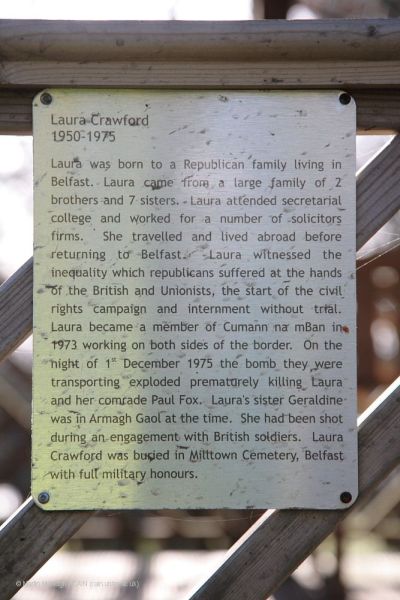 Laura Crawford
1950-1975
Laura was born to a Republican family living in
Belfast. Laura came from a large family of 2
brothers and 7 sisters. Laura attended secretarial
college and worked for a number of solicitors
firms. She travelled and lived abroad before
returning to Belfast. Laura witnessed the
inequality which republicans suffered at the hands
of the British and Unionists, the start of the civil
rights campaign and internment without trial.
Laura became a member of Cumann na mBan in
1973 working on both sides of the border. On the
night of 1st December 1975 the bomb they were
transporting exploded prematurely killing Laura
and her comrade Paul Fox. Laura's sister Geraldine
was in Armagh Gaol at the time. She had been shot
during an engagement with British soldiers. Laura
Crawford was buried in Milltown Cemetery, Belfast
with full military honours.